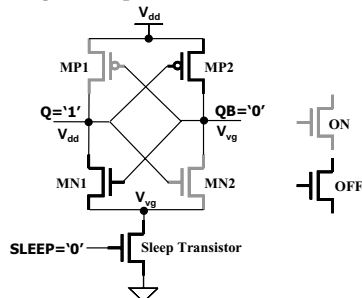 Vdd
MP1
MP2
Q='1'
QB='0'
Vdd
Vvg
ON
MN1
MN2
OFF
Vvg
SLEEP='0'
Sleep Transistor